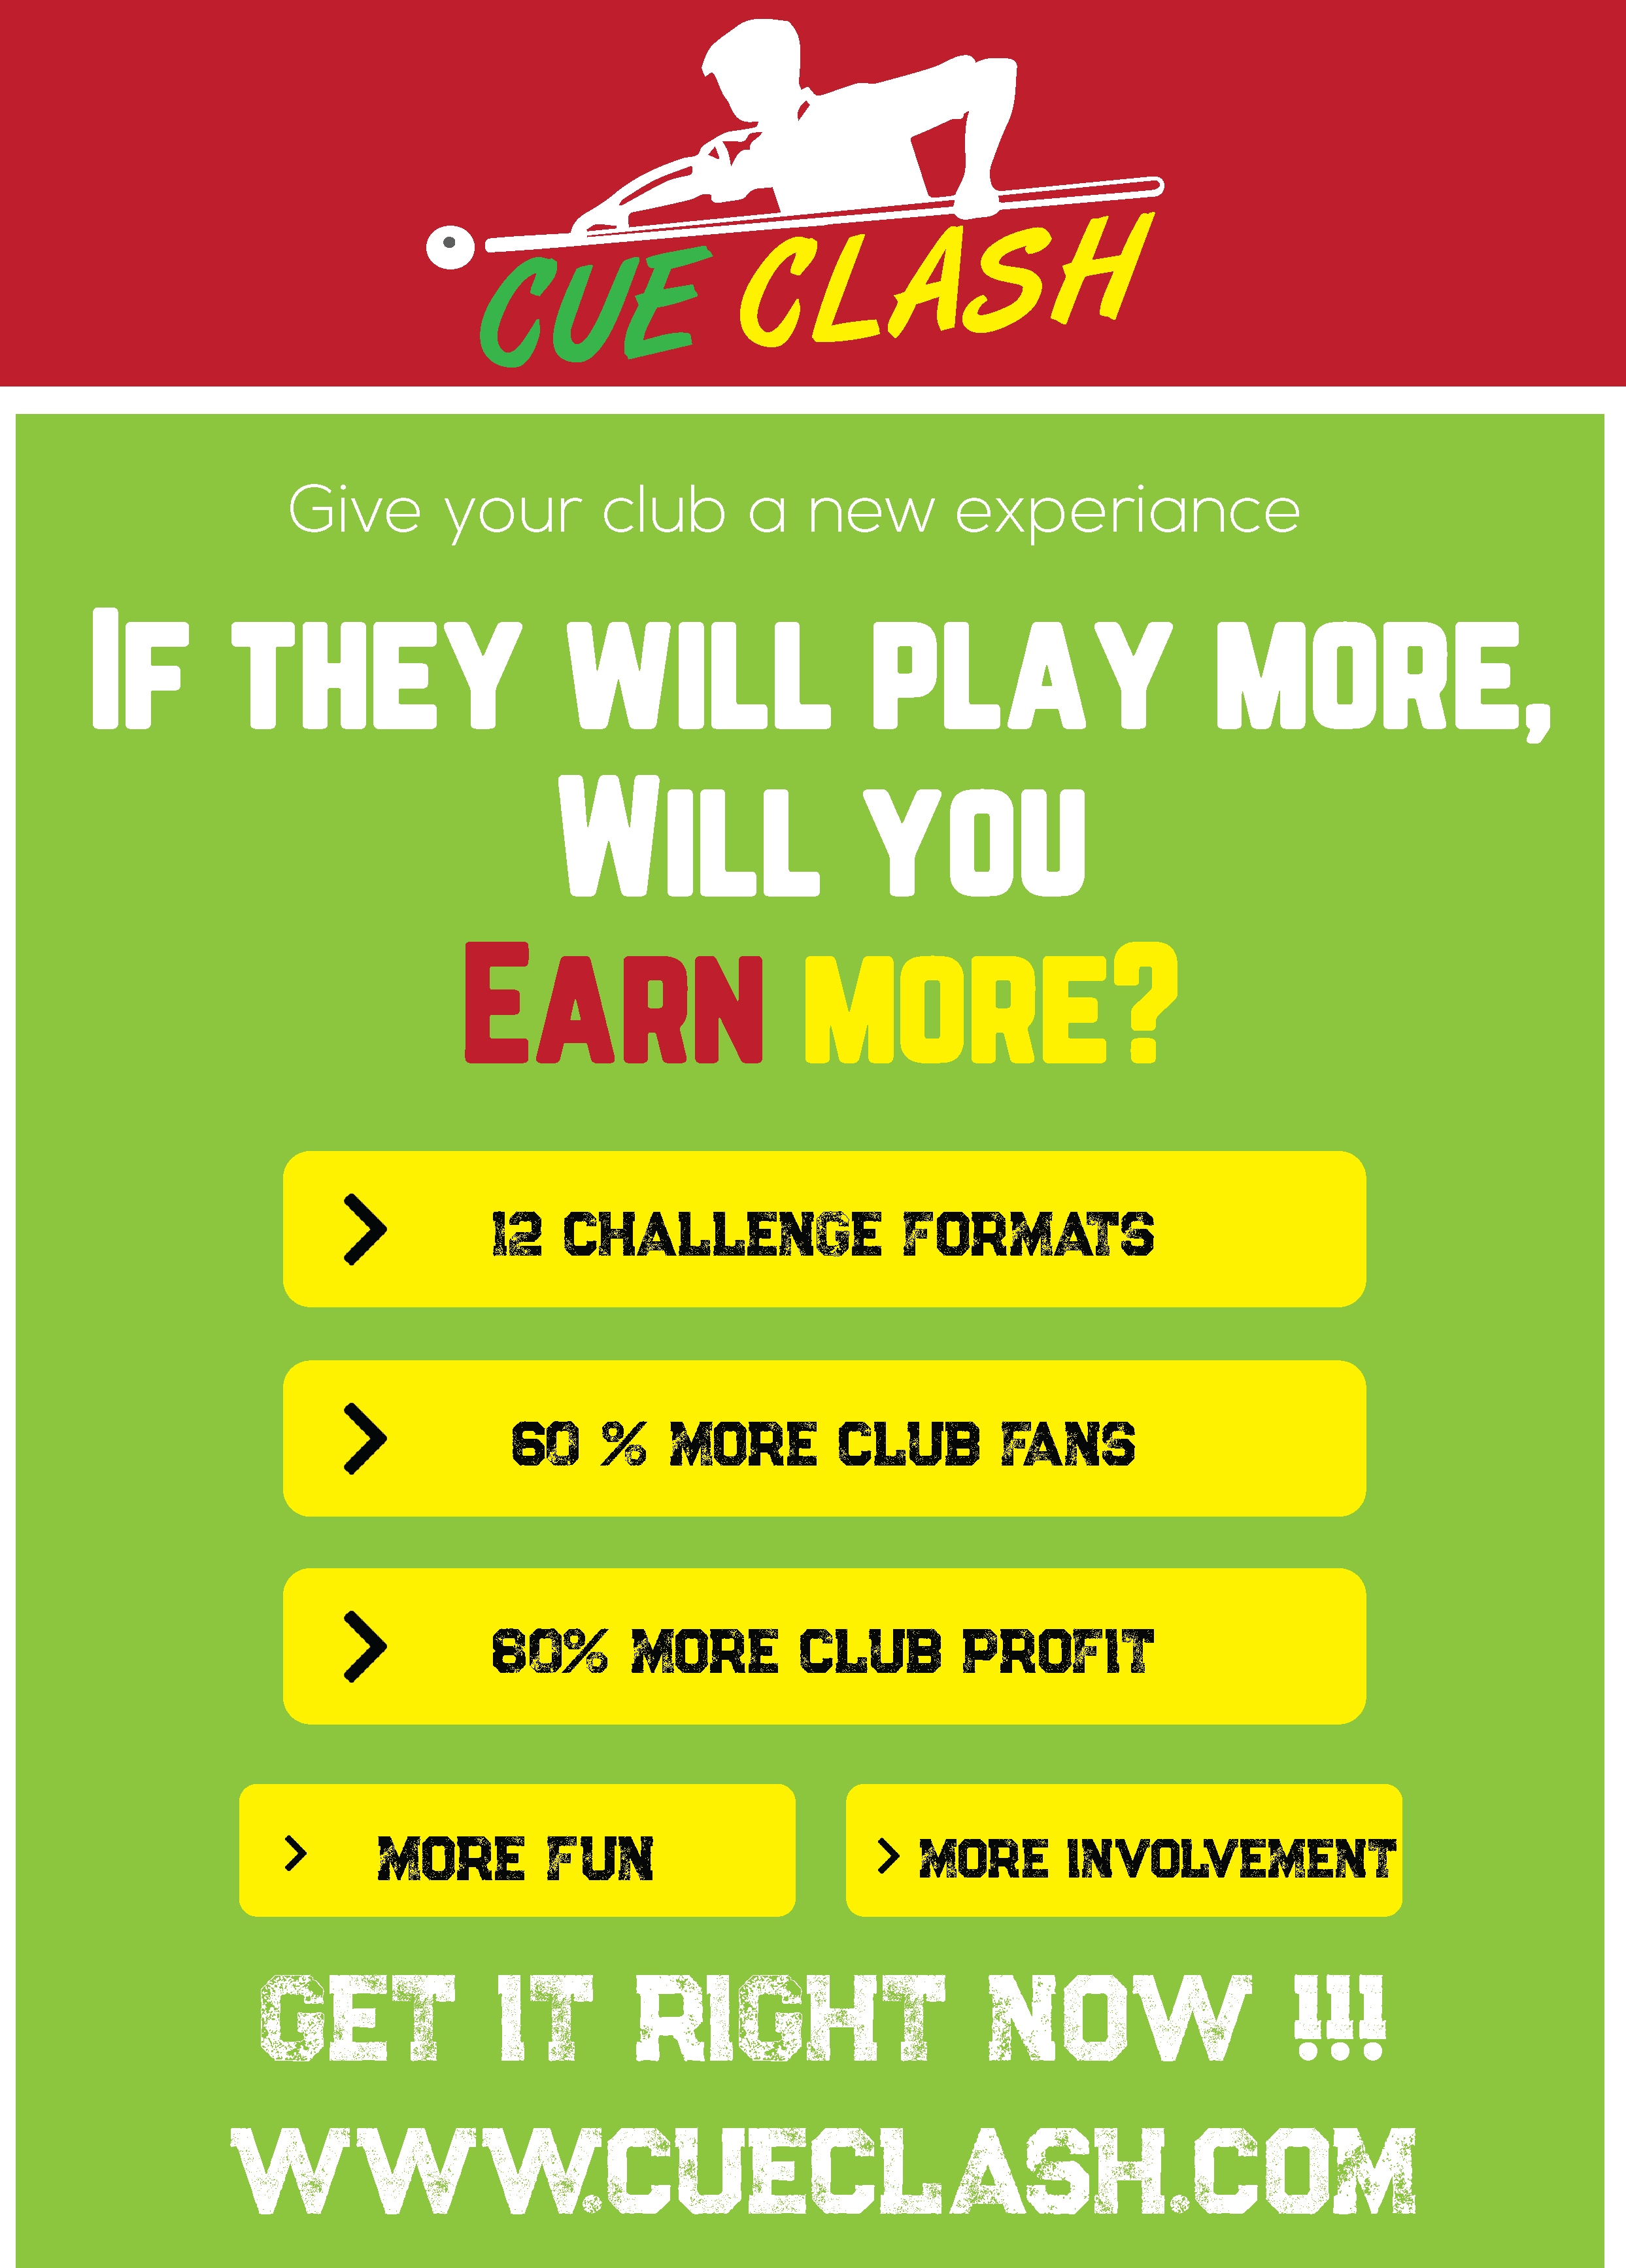 CUE CLASH
Give your club a new experiance
IF THEY WILL PLAY MORE,
WILL YOU
EARN MORE?
12 CHALLENGE FORMATS
60 % MORE CLUB FANS
80% MORE CLUB PROFIT
MORE FUN
MORE INVOLVEMENT
GET IT RIGHT NOW !!!
WWW.CUECLASH.COM